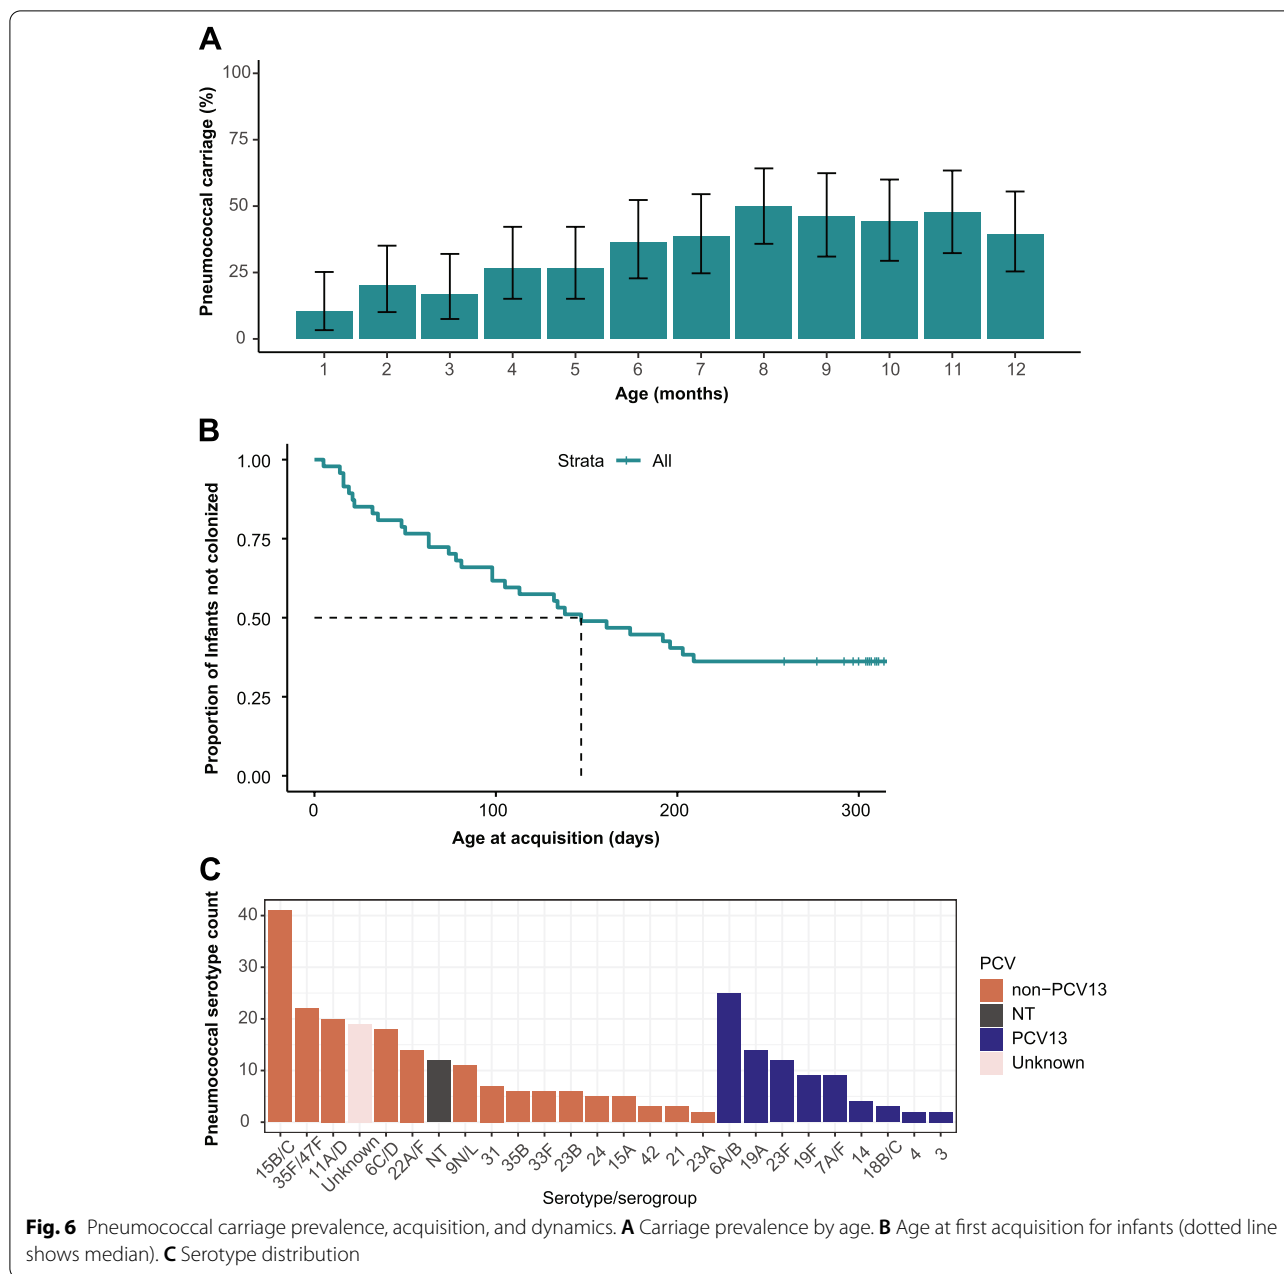 A
Pneumococcal carriage (%)
100
75
50
25
0
1 2 3 4 5 6 7 8 9 10 11 12
Age (months)
B
Strata All
Proportion of Infants not colonized
1.00
0.75
0.50
0.25
0.00
0 100 200 300
Age at acquisition (days)
C
Pneumococcal serotype count
40
30
20
10
0
15B/C 35F/47F 11A/D Unknown 6C/D 22A/F NT 9N/L 31 35B 33F 23B 24 15A 42 21 23A 6A/B 19A 23F 19F 7A/F 14 18B/C 4 3
Serotype/serogroup
PCV
non−PCV13
NT
PCV13
Unknown
Fig. 6 Pneumococcal carriage prevalence, acquisition, and dynamics. A Carriage prevalence by age. B Age at first acquisition for infants (dotted line
shows median). C Serotype distribution